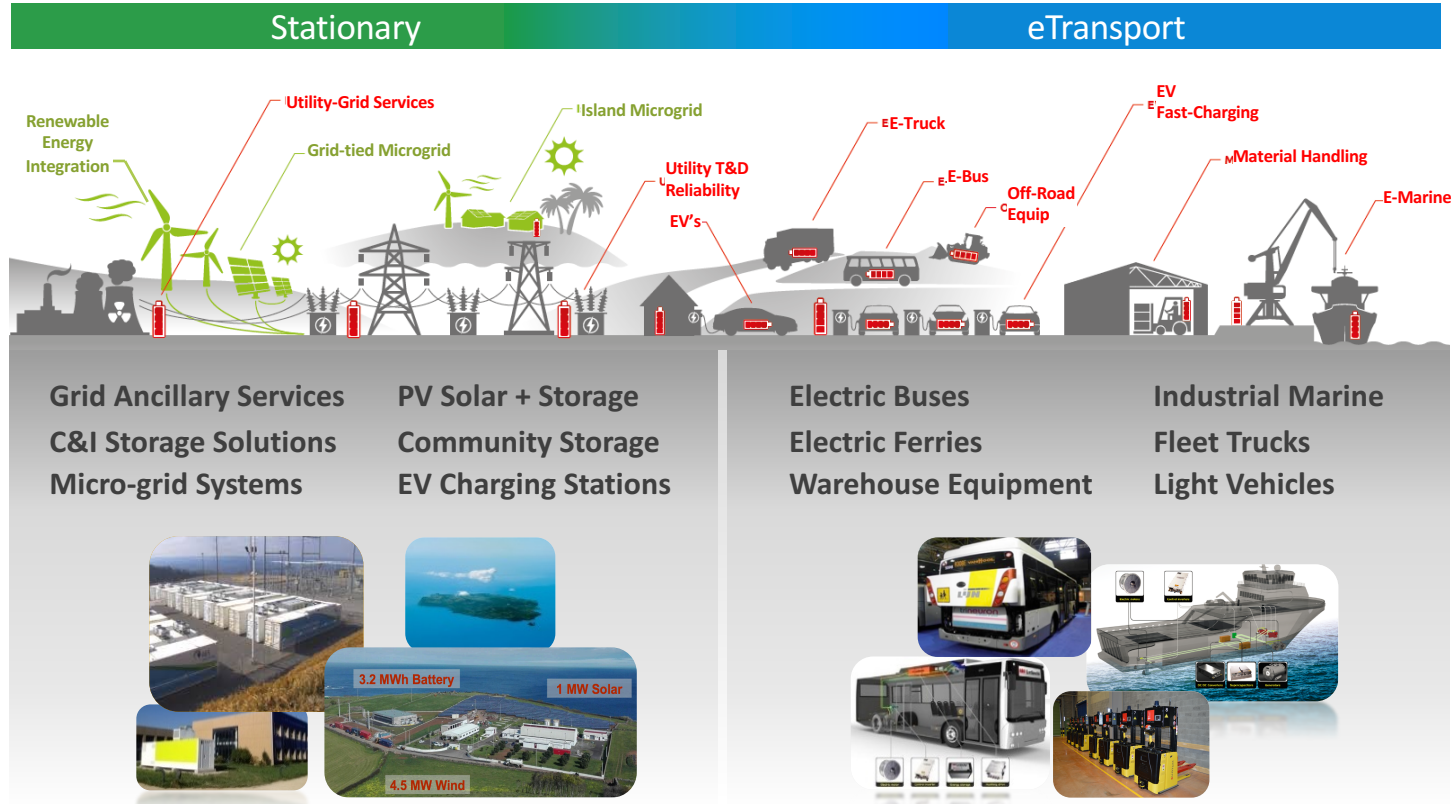 Stationary
eTransport
Renewable
Energy
Integration
Utility-Grid Services
Grid-tied Microgrid
Island Microgrid
Utility T&D
Reliability
EV's
E-Truck
E-Bus
Off-Road
Equip
EV
Fast-Charging
Material Handling
E-Marine
Grid Ancillary Services
C&I Storage Solutions
Micro-grid Systems
PV Solar + Storage
Community Storage
EV Charging Stations
Electric Buses
Electric Ferries
Warehouse Equipment
Industrial Marine
Fleet Trucks
Light Vehicles
3.2 MWh Battery
1 MW Solar
4.5 MW Wind